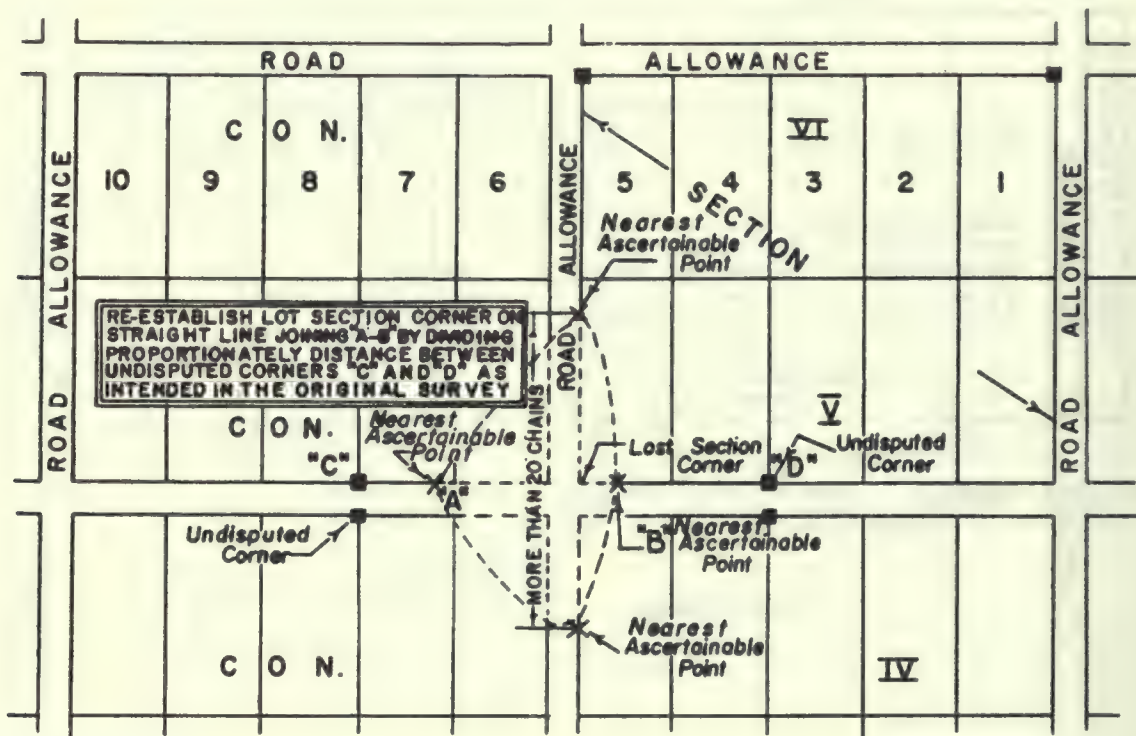 ROAD ALLOWANCE
CON. VI
ROAD ALLOWANCE
10 9 8 7 6
ALLOWANCE
ROAD
5 4 3 2 1
SECTION
Nearest
Ascertainable
Point
ROAD ALLOWANCE
RE-ESTABLISH LOT SECTION CORNER ON
STRAIGHT LINE JOINING "A-B" BY DIVIDING
PROPORTIONATELY DISTANCE BETWEEN
UNDISPUTED CORNERS "C" AND "D" AS
INTENDED IN THE ORIGINAL SURVEY
CON. V
Nearest
Ascertainable
Point
"C"
"A"
MORE THAN 20 CHAINS
Lost Section
Corner
"D"
Undisputed
Corner
Undisputed
Corner
"B"
Nearest
Ascertainable
Point
Nearest
Ascertainable
Point
CON. IV